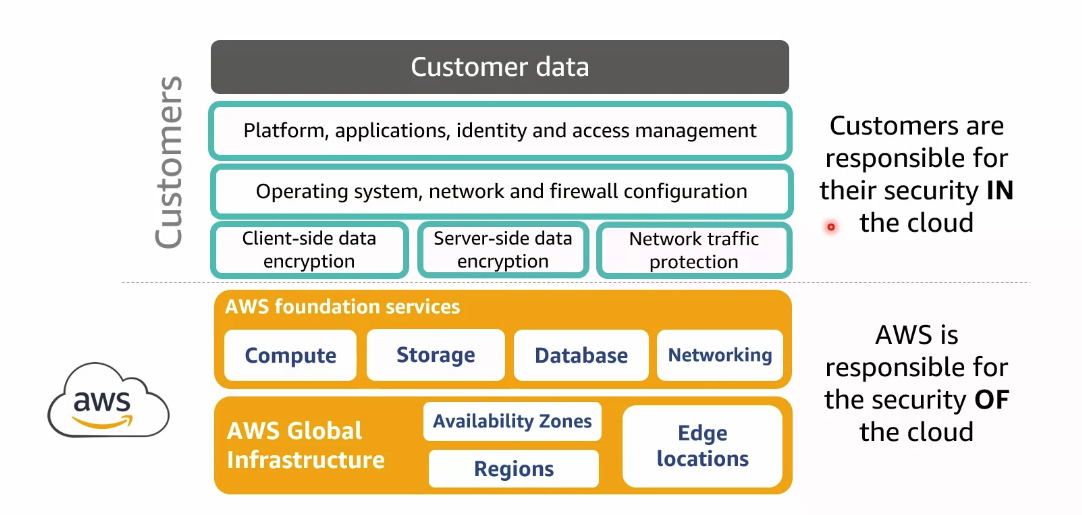 Customers
Customer data
Platform, applications, identity and access management
Operating system, network and firewall configuration
Client-side data
encryption
Server-side data
encryption
Network traffic
protection
Customers are
responsible for
their security IN
the cloud
AWS foundation services
Compute
Storage
Database
Networking
aws
AWS Global
Infrastructure
Availability Zones
Regions
Edge
locations
AWS is
responsible for
the security OF
the cloud